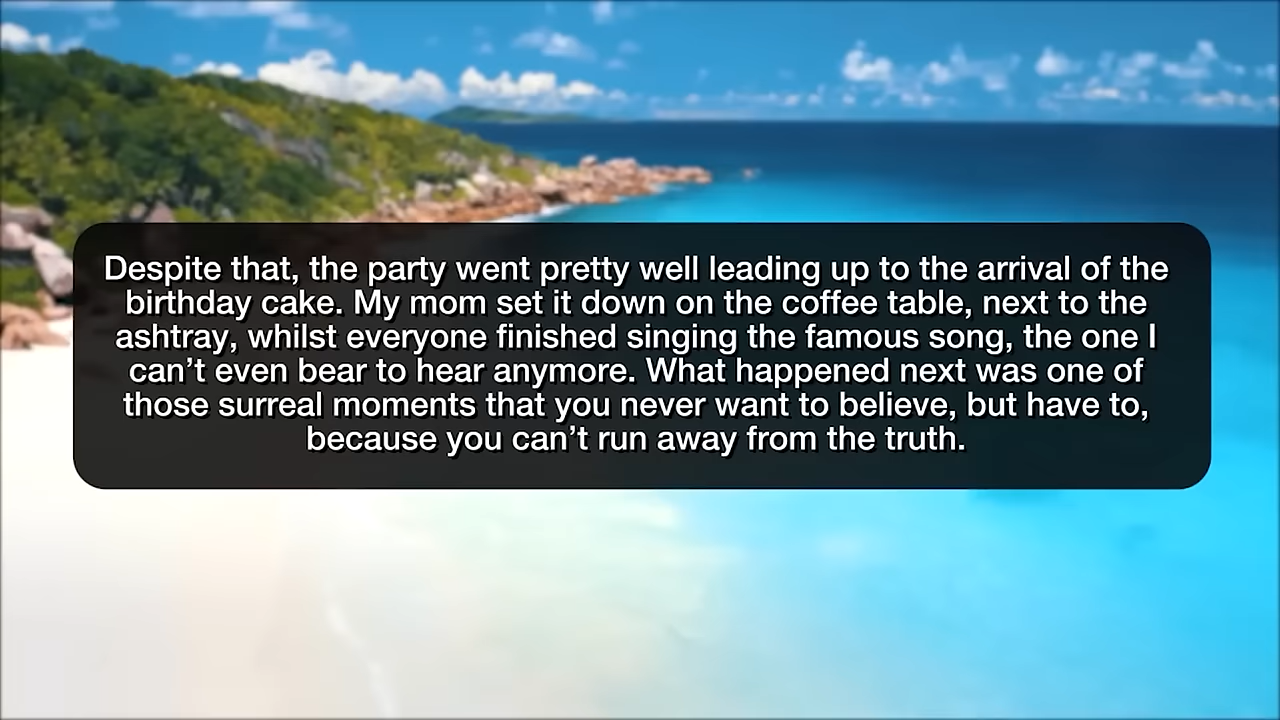 Despite that, the party went pretty well leading up to the arrival of the
birthday cake. My mom set it down on the coffee table, next to the
ashtray, whilst everyone finished singing the famous song, the one I
can’t even bear to hear anymore. What happened next was one of
those surreal moments that you never want to believe, but have to,
because you can’t run away from the truth.